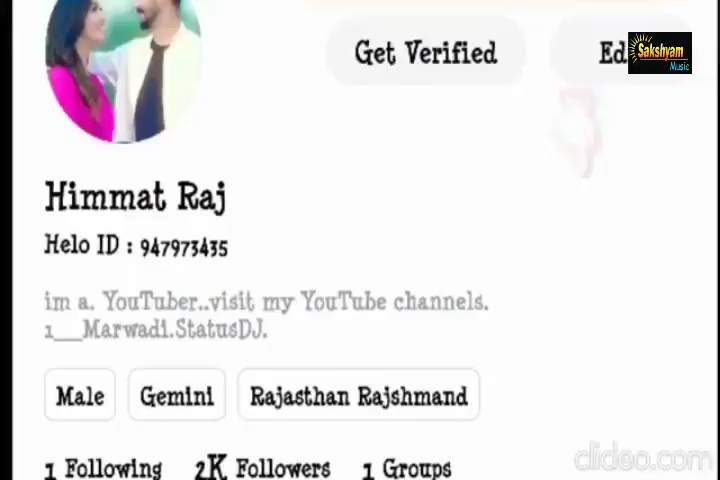 Get Verified
Ed
Sakshyam
Music
Himmat Raj
Helo ID : 947973435
im a. YouTuber..visit my YouTube channels.
1__Marwadi.StatusDJ.
Male
Gemini
Rajasthan Rajshmand
1 Following 2K Followers 1 Groups
clideo.com